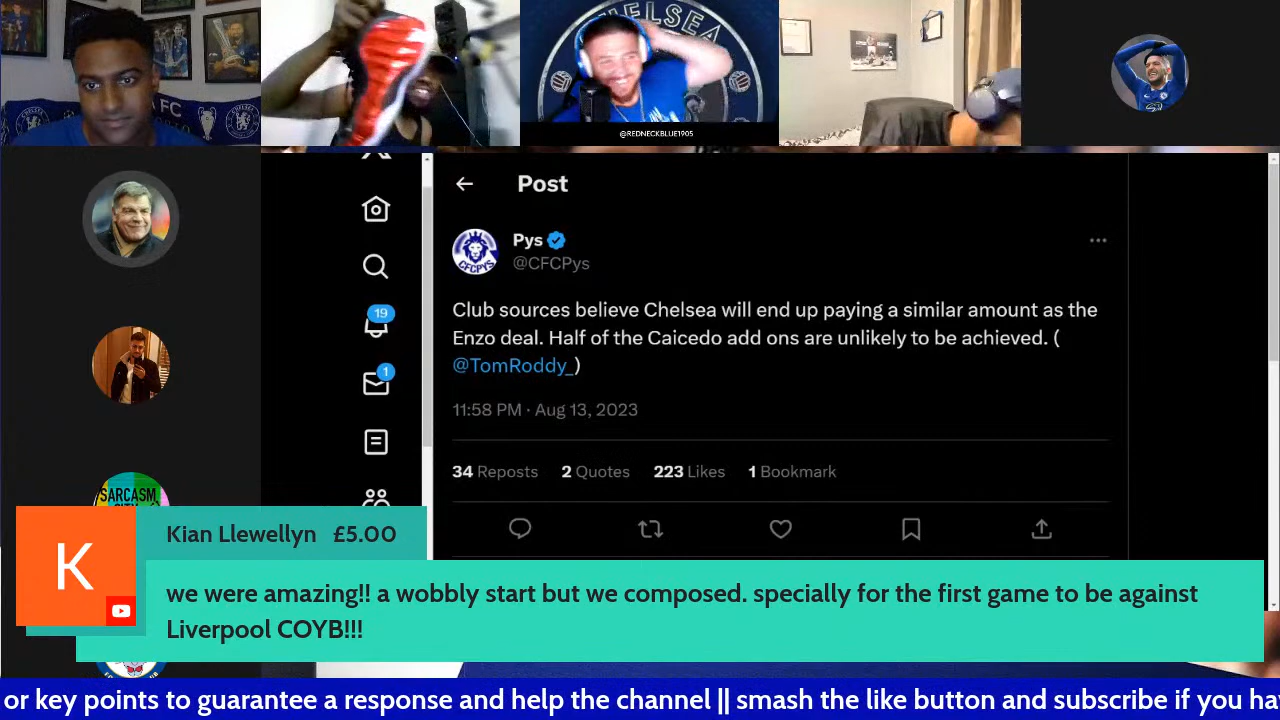 CHELSEA
FC
@REDNECKBLUE1905
Post
Pys
@CFCPys
CFCPYS
Club sources believe Chelsea will end up paying a similar amount as the
Enzo deal. Half of the Caicedo add ons are unlikely to be achieved. (
@TomRoddy_)
11:58 PM · Aug 13, 2023
34 Reposts 2 Quotes 223 Likes 1 Bookmark
19
1
SARCASM
K
Kian Llewellyn £5.00
we were amazing!! a wobbly start but we composed. specially for the first game to be against
Liverpool COYB!!!
or key points to guarantee a response and help the channel || smash the like button and subscribe if you ha